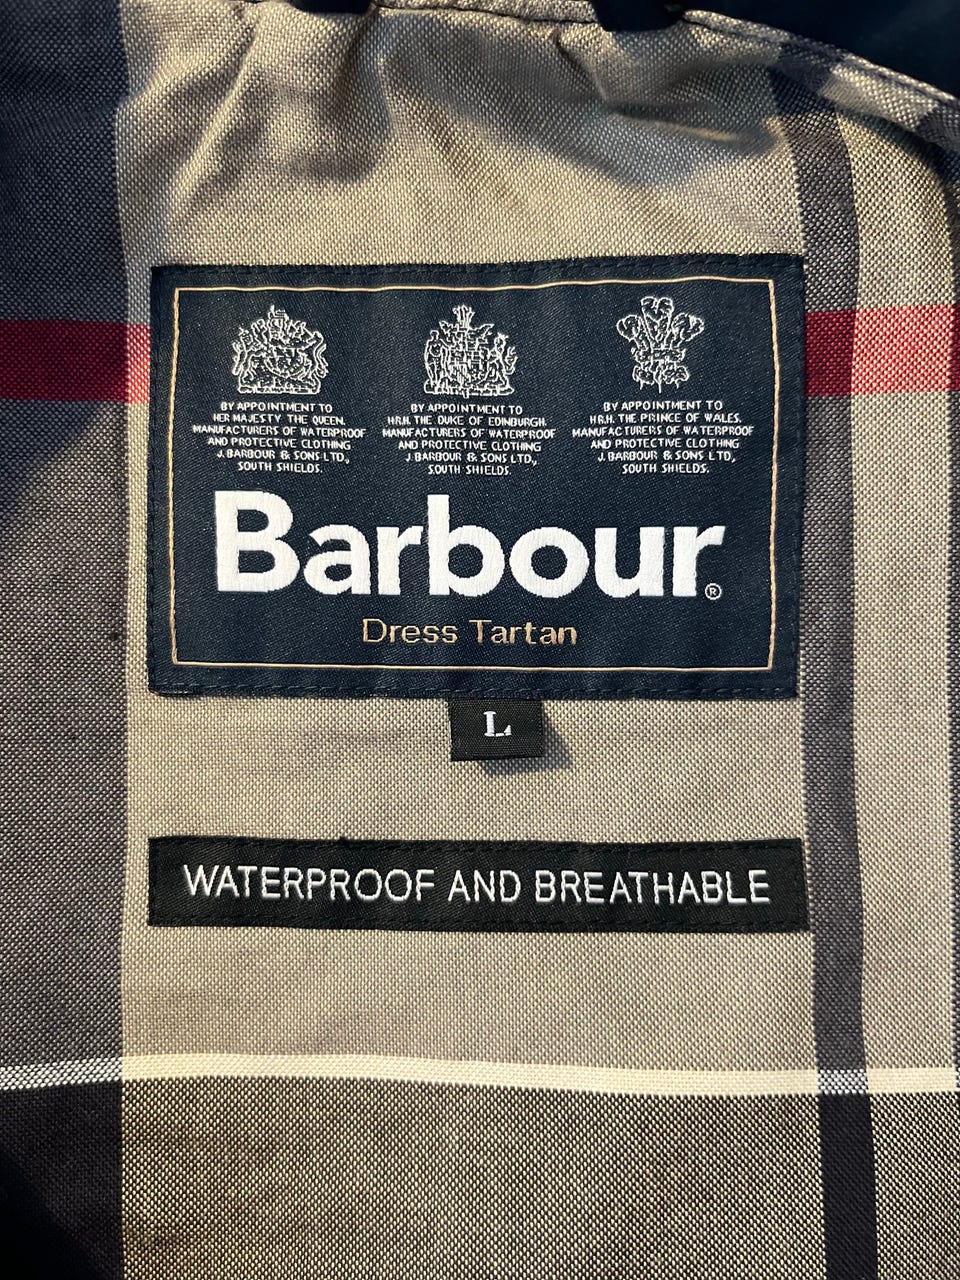 BY APPOINTMENT TO
HER MAJESTY THE QUEEN.
MANUFACTURERS OF WATERPROOF
AND PROTECTIVE CLOTHING
J. BARBOUR & SONS LTD.,
SOUTH SHIELDS.
BY APPOINTMENT TO
H.R.H. THE DUKE OF EDINBURGH.
MANUFACTURERS OF WATERPROOF
AND PROTECTIVE CLOTHING
J. BARBOUR & SONS LTD.,
SOUTH SHIELDS.
BY APPOINTMENT TO
H.R.H. THE PRINCE OF WALES.
MANUFACTURERS OF WATERPROOF
AND PROTECTIVE CLOTHING
J. BARBOUR & SONS LTD.,
SOUTH SHIELDS.
Barbour®
Dress Tartan
L
WATERPROOF AND BREATHABLE